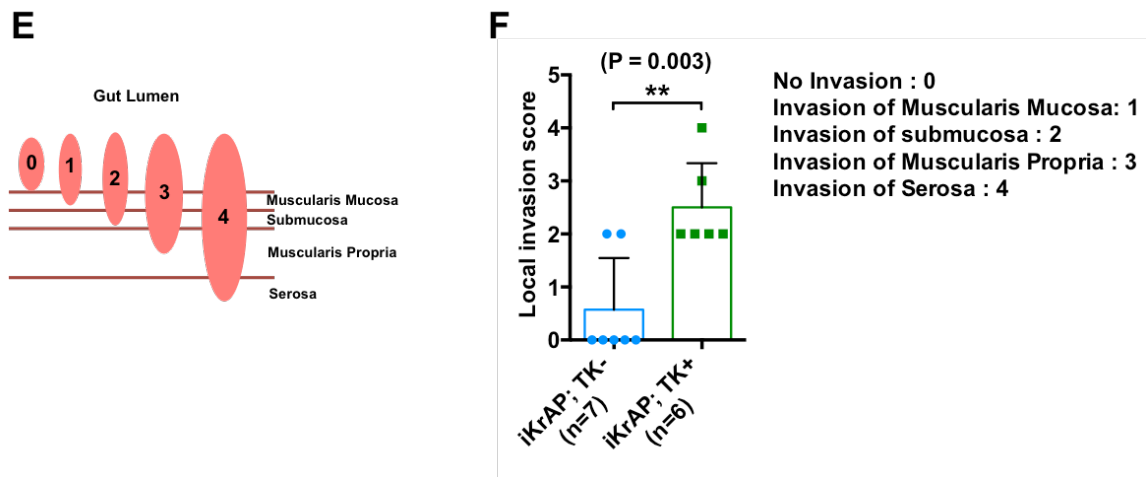 E
Gut Lumen
0
1
2
3
4
Muscularis Mucosa
Submucosa
Muscularis Propria
Serosa
F
(P = 0.003)
**
Local invasion score
5
4
3
2
1
0
iKrAP; TK-
(n=7)
iKrAP; TK+
(n=6)
No Invasion : 0
Invasion of Muscularis Mucosa: 1
Invasion of submucosa : 2
Invasion of Muscularis Propria : 3
Invasion of Serosa : 4